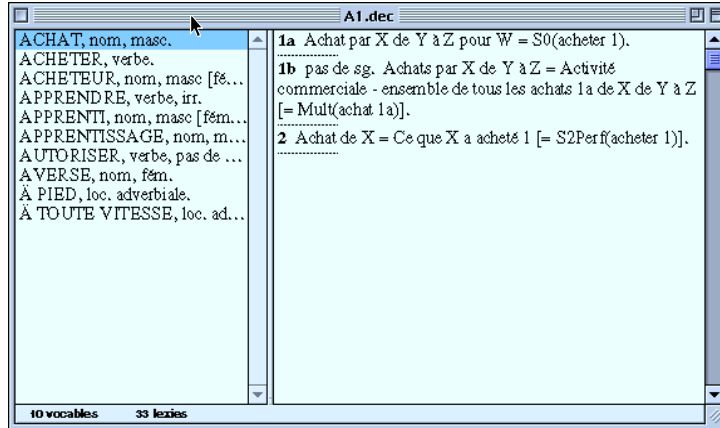 A1.dec
ACHAT, nom, masc.
ACHETER, verbe.
ACHETEUR, nom, masc [fé...
APPRENDRE, verbe, irr.
APPRENTI, nom, masc [fém...
APPRENTISSAGE, nom, m...
AUTORISER, verbe, pas de ...
AVERSE, nom, fém.
Ä PIED, loc. adverbiale.
Ä TOUTE VITESSE, loc. ad...
1a Achat par X de Y à Z pour W = S0(acheter 1).
1b pas de sg. Achats par X de Y à Z = Activité
commerciale - ensemble de tous les achats 1a de X de Y à Z
[= Mult(achat 1a)].
2 Achat de X = Ce que X a acheté 1 [= S2Perf(acheter 1)].
10 vocables 33 lexies